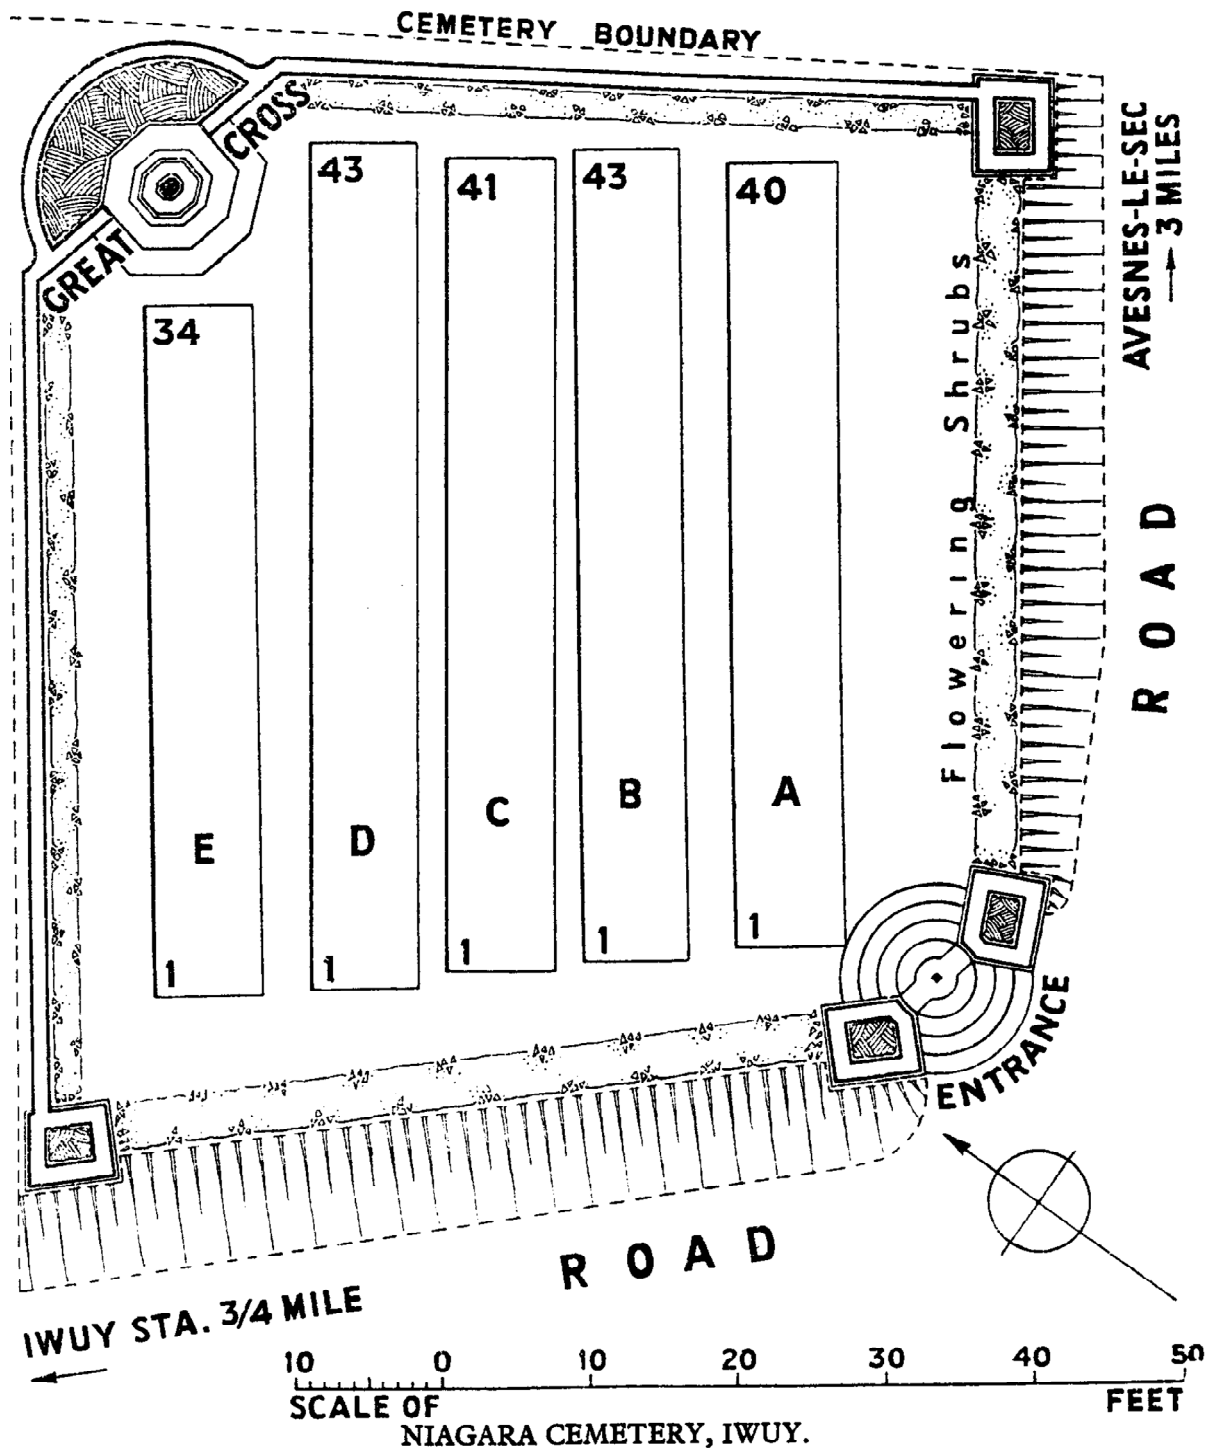 CEMETERY BOUNDARY
GREAT CROSS
43
41
43
40
34
AVESNES-LE-SEC
3 MILES
Flowering Shrubs
ROAD
E
D
C
B
A
1
1
1
1
1
ENTRANCE
ROAD
IWUY STA. 3/4 MILE
10 0 10 20 30 40 50
SCALE OF FEET
NIAGARA CEMETERY, IWUY.